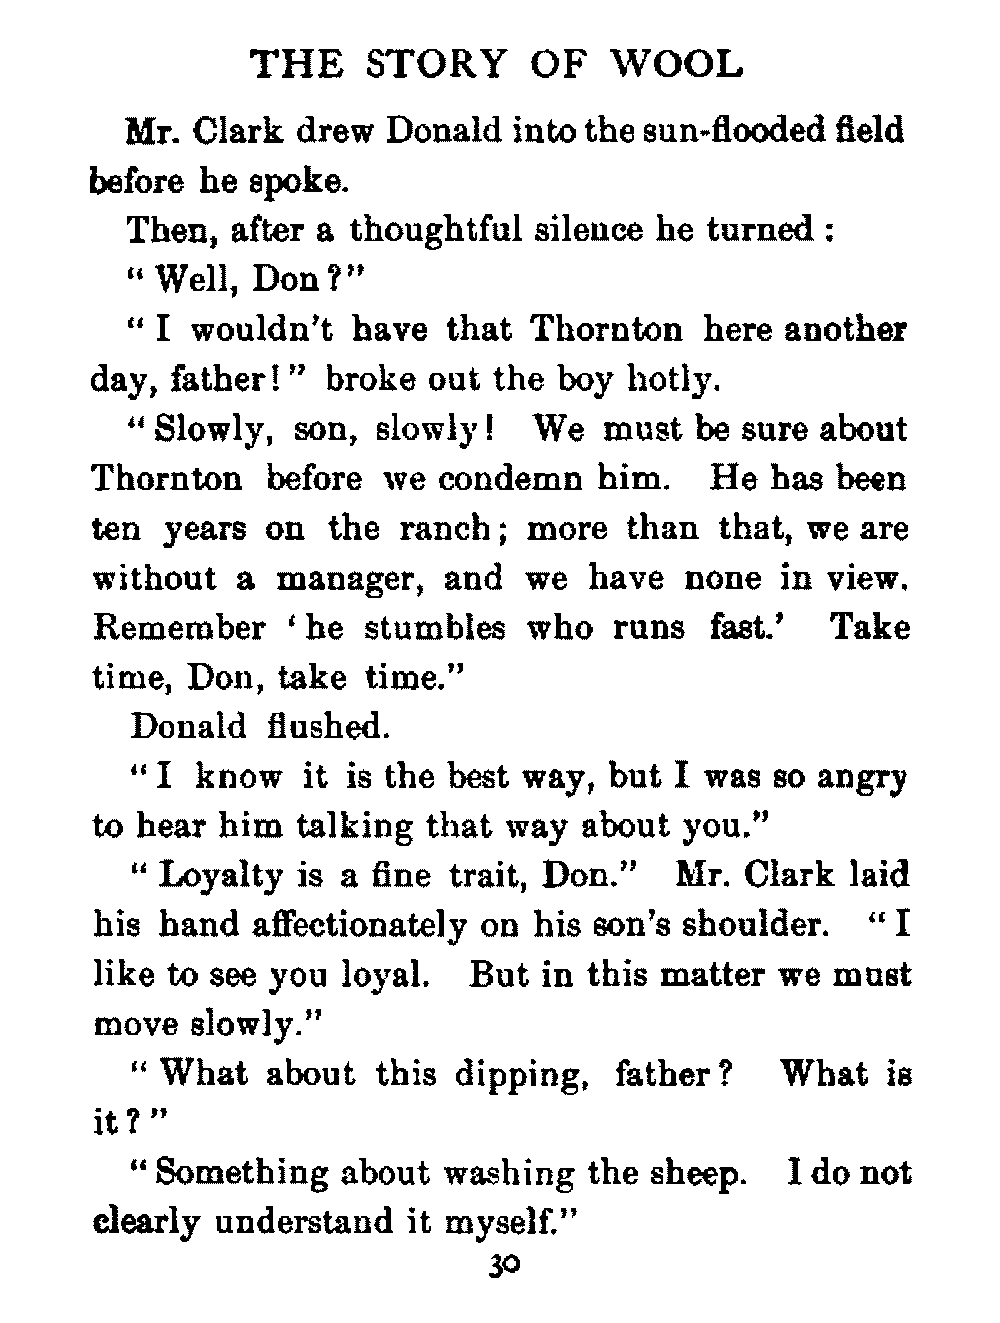 THE STORY OF WOOL
Mr. Clark drew Donald into the sun-flooded field
before he spoke.
Then, after a thoughtful silence he turned :
“ Well, Don ?”
“ I wouldn’t have that Thornton here another
day, father! ” broke out the boy hotly.
“ Slowly, son, slowly! We must be sure about
Thornton before we condemn him. He has been
ten years on the ranch ; more than that, we are
without a manager, and we have none in view.
Remember ‘ he stumbles who runs fast.’ Take
time, Don, take time.”
Donald flushed.
“ I know it is the best way, but I was so angry
to hear him talking that way about you.”
“ Loyalty is a fine trait, Don.” Mr. Clark laid
his hand affectionately on his son’s shoulder. “ I
like to see you loyal. But in this matter we must
move slowly.”
“ What about this dipping, father ? What is
it ? ”
“ Something about washing the sheep. I do not
clearly understand it myself.”
30